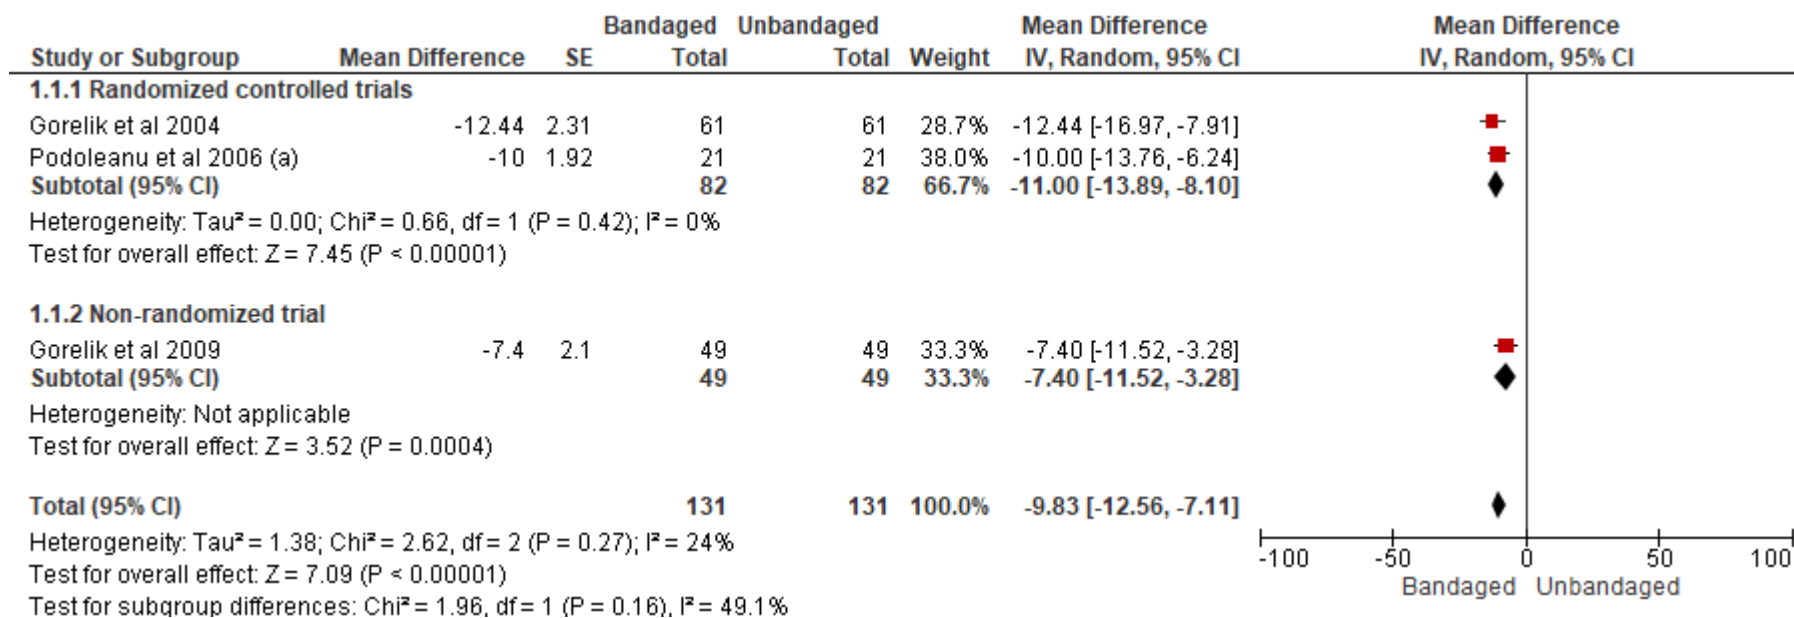 Bandaged Unbandaged Mean Difference Mean Difference
Study or Subgroup Mean Difference SE Total Total Weight IV, Random, 95% CI IV, Random, 95% CI
1.1.1 Randomized controlled trials
Gorelik et al 2004 -12.44 2.31 61 61 28.7% -12.44 [-16.97, -7.91]
Podoleanu et al 2006 (a) -10 1.92 21 21 38.0% -10.00 [-13.76, -6.24]
Subtotal (95% CI) 82 82 66.7% -11.00 [-13.89, -8.10]
Heterogeneity: Tau² = 0.00; Chi² = 0.66, df = 1 (P = 0.42); I² = 0%
Test for overall effect: Z = 7.45 (P < 0.00001)
1.1.2 Non-randomized trial
Gorelik et al 2009 -7.4 2.1 49 49 33.3% -7.40 [-11.52, -3.28]
Subtotal (95% CI) 49 49 33.3% -7.40 [-11.52, -3.28]
Heterogeneity: Not applicable
Test for overall effect: Z = 3.52 (P = 0.0004)
Total (95% CI) 131 131 100.0% -9.83 [-12.56, -7.11]
Heterogeneity: Tau² = 1.38; Chi² = 2.62, df = 2 (P = 0.27); I² = 24%
Test for overall effect: Z = 7.09 (P < 0.00001)
Test for subgroup differences: Chi² = 1.96, df = 1 (P = 0.16), I² = 49.1%
-100 -50 0 50 100
Bandaged Unbandaged